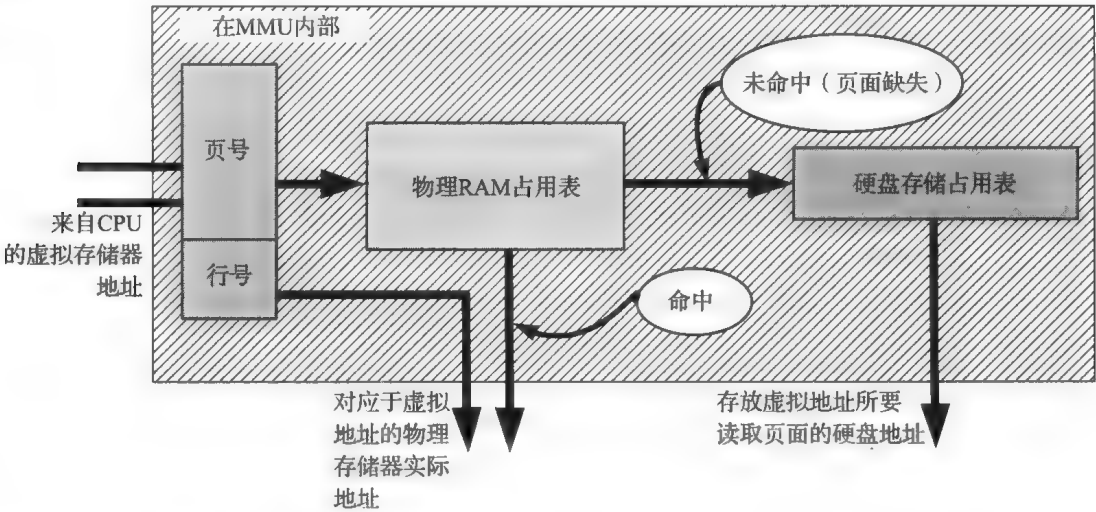 在MMU内部
未命中（页面缺失）
页号
物理RAM占用表
硬盘存储占用表
来自CPU
的虚拟存储器
地址
行号
命中
对应于虚拟
地址的物理
存储器实际
地址
存放虚拟地址所要
读取页面的硬盘地址